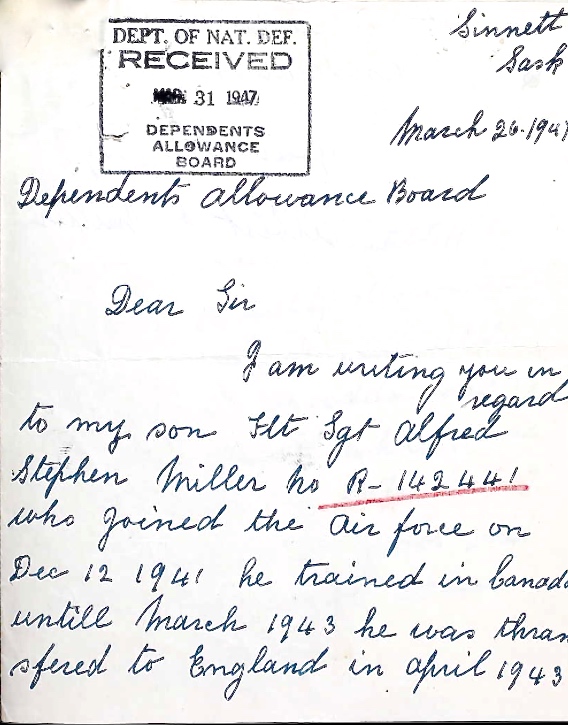 DEPT. OF NAT. DEF.
RECEIVED
MAR 31 1947
DEPENDENTS
ALLOWANCE
BOARD
Sinnett
Sask
March 26. 1947
Dependents Allowance Board
Dear Sir
I am writing you in
regard
to my son Flt Sgt Alfred
Stephen Miller No R-142441
who joined the Air force on
Dec 12 1941 he trained in Canada
untill March 1943 he was thran
sfered to England in April 1943